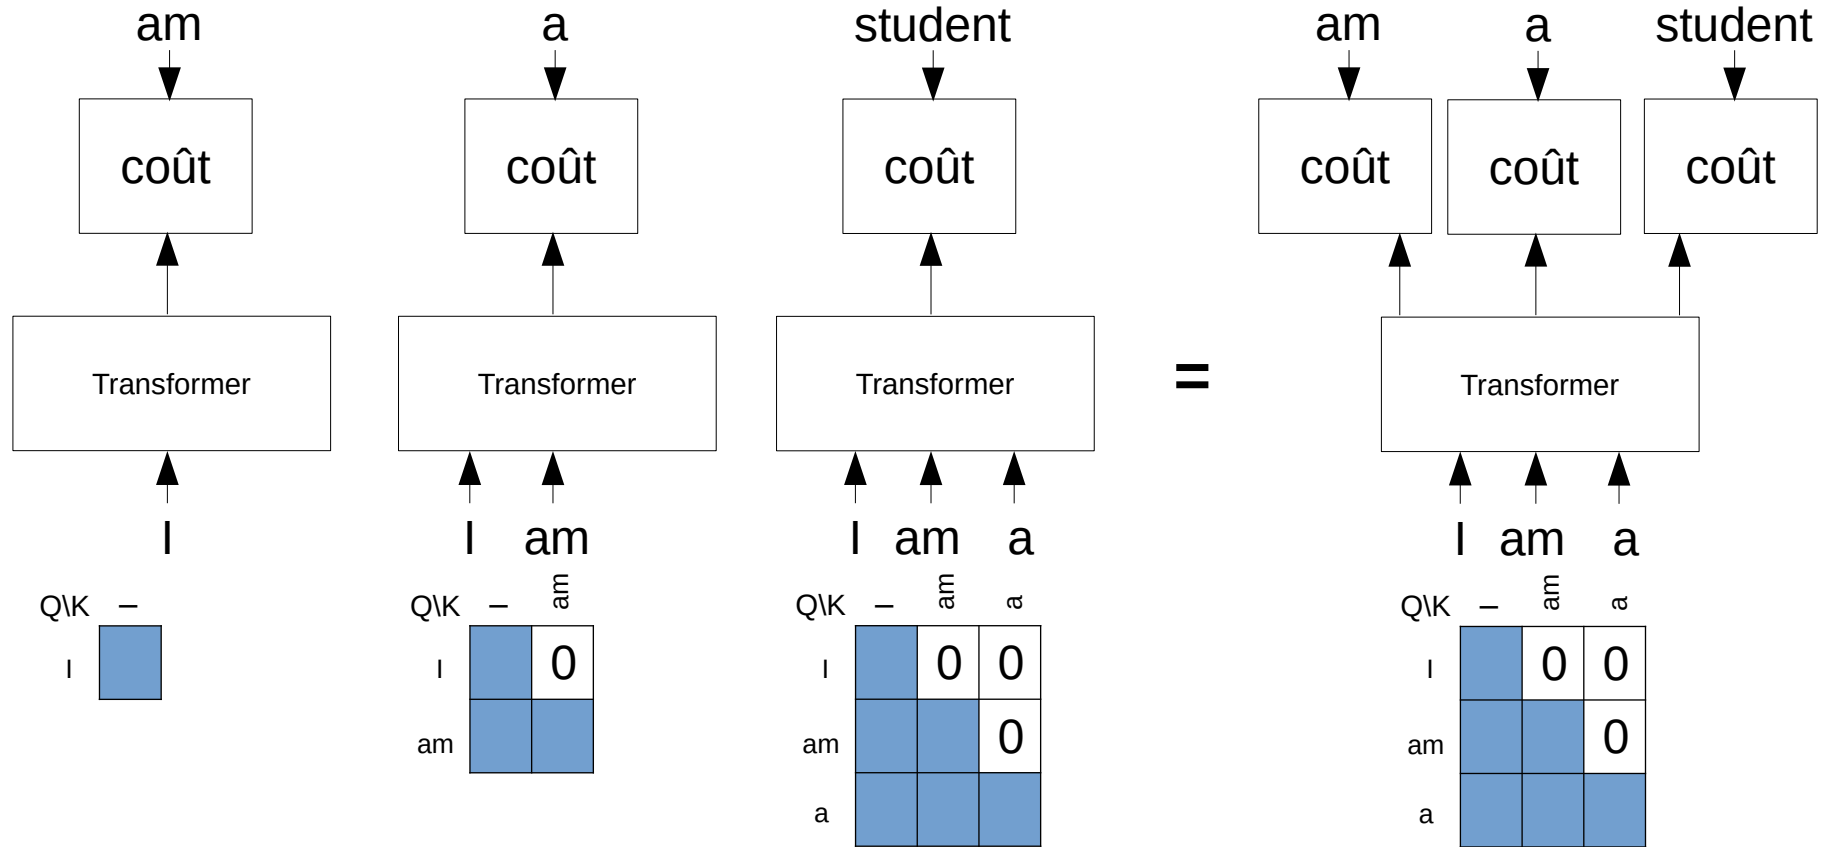 am a student am a student
coût coût coût coût coût coût
Transformer Transformer Transformer = Transformer
I I am I am a I am a
Q\K I Q\K I am Q\K I am a Q\K I am a
I I 0 I 0 0 I 0 0
am am 0 am 0
a a